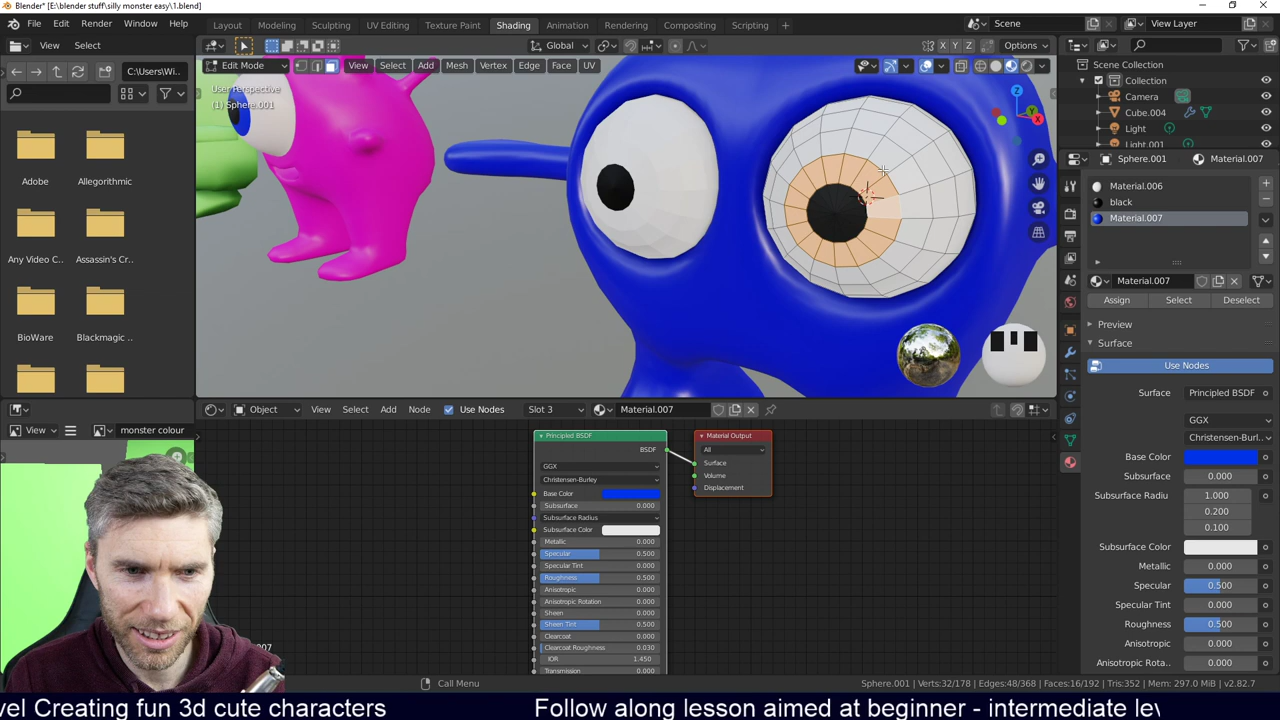 Blender* [E:\blender stuff\silly monster easy\1.blend]
File Edit Render Window Help
Layout Modeling Sculpting UV Editing Texture Paint Shading Animation Rendering Compositing Scripting
Scene
View Layer
View Select
Global
X Y Z
Options
C:\Users\Wi..
Adobe
Allegorithmic
Any Video C..
Assassin's Cr..
BioWare
Blackmagic ..
Edit Mode
View Select Add Mesh Vertex Edge Face UV
User Perspective
(1) Sphere.001
Z
Y
X
Scene Collection
Collection
Camera
Cube.004
Light
Light.001
Sphere.001
Material.007
Material.006
black
Material.007
Material.007
Assign Select Deselect
Preview
Surface
Use Nodes
Surface Principled BSDF
GGX
Christensen-Burl..
Base Color
Subsurface 0.000
Subsurface Radiu 1.000
0.200
0.100
Subsurface Color
Metallic 0.000
Specular 0.500
Specular Tint 0.000
Roughness 0.500
Anisotropic 0.000
Anisotropic Rota.. 0.000
View
monster colour
Object View Select Add Node Use Nodes Slot 3 Material.007
Principled BSDF
BSDF
GGX
Christensen-Burley
Base Color
Subsurface 0.000
Subsurface Radius
Subsurface Color
Metallic 0.000
Specular 0.500
Specular Tint 0.000
Roughness 0.500
Anisotropic 0.000
Anisotropic Rotation 0.000
Sheen 0.000
Sheen Tint 0.500
Clearcoat 0.000
Clearcoat Roughness 0.030
IOR 1.450
Transmission 0.000
Material Output
All
Surface
Volume
Displacement
007
Call Menu
Sphere.001 | Verts:32/178 | Edges:48/368 | Faces:16/192 | Tris:352 | Mem: 297.0 MiB | v2.82.7
vel Creating fun 3d cute characters Follow along lesson aimed at beginner - intermediate lev